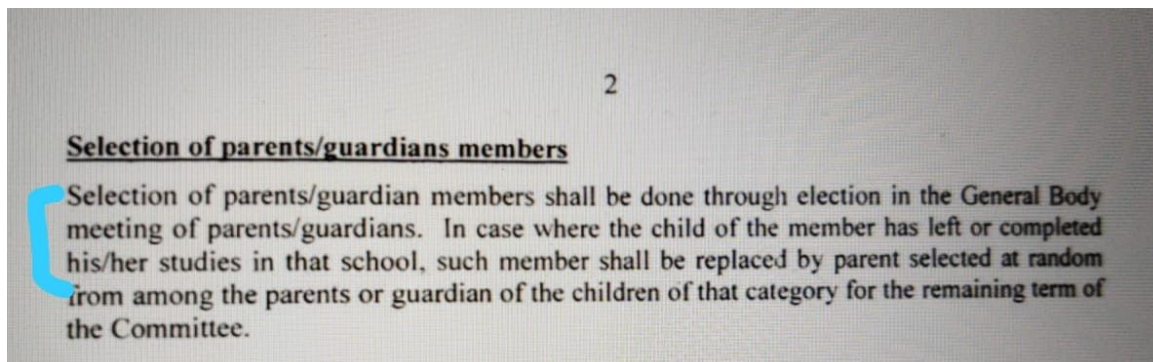 2
Selection of parents/guardians members
Selection of parents/guardian members shall be done through election in the General Body
meeting of parents/guardians. In case where the child of the member has left or completed
his/her studies in that school, such member shall be replaced by parent selected at random
from among the parents or guardian of the children of that category for the remaining term of
the Committee.